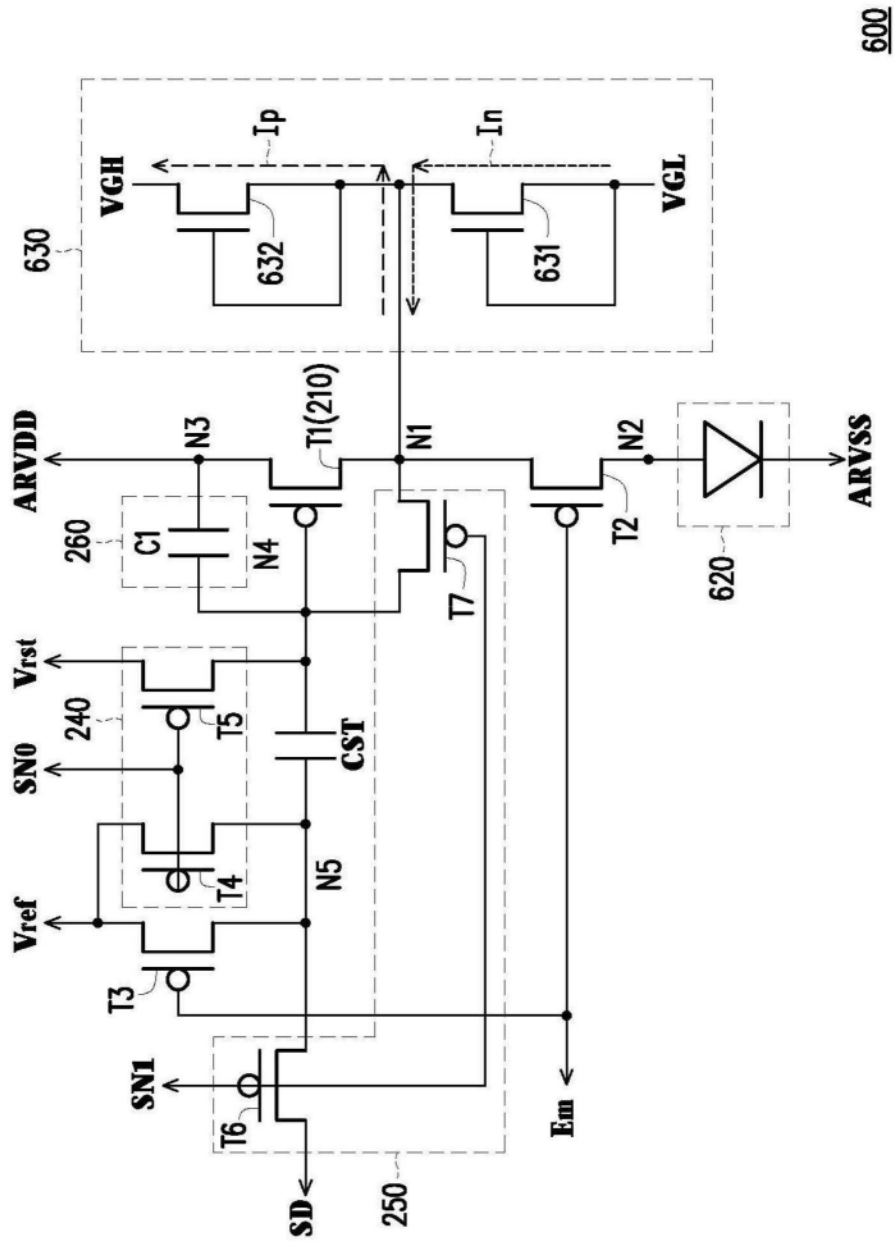 600
630
VGH
Ip
632
In
631
VGL
ARVDD
N3
260
C1
N4
T1(210)
N1
T7
N2
T2
620
ARVSS
Vrst
SN0
240
T5
T4
CST
Vref
T3
N5
SN1
T6
SD
250
Em